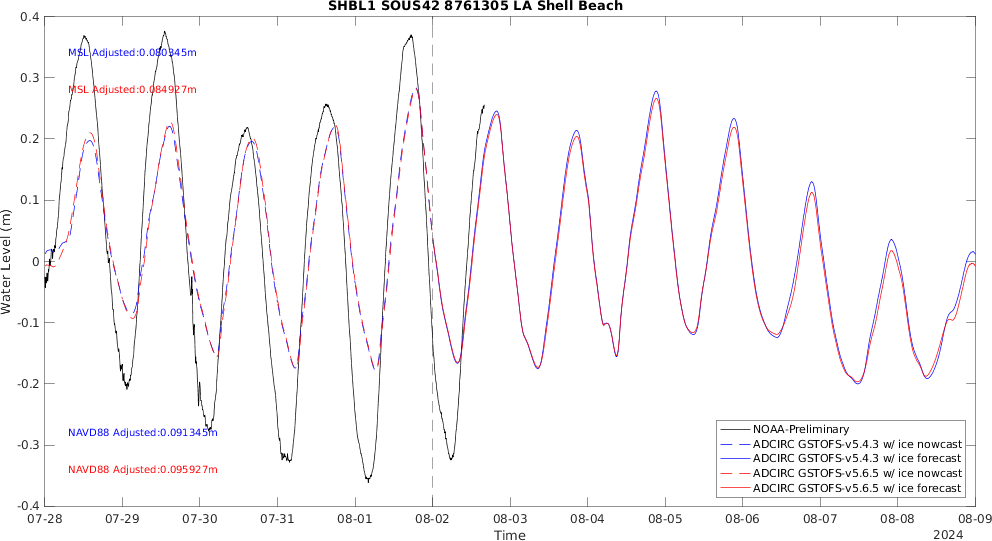 SHBL1 SOUS42 8761305 LA Shell Beach
0.4
0.3
0.2
0.1
0
-0.1
-0.2
-0.3
-0.4
Water Level (m)
MSL Adjusted:0.080345m
MSL Adjusted:0.084927m
NAVD88 Adjusted:0.091345m
NAVD88 Adjusted:0.095927m
NOAA-Preliminary
ADCIRC GSTOFS-v5.4.3 w/ ice nowcast
ADCIRC GSTOFS-v5.4.3 w/ ice forecast
ADCIRC GSTOFS-v5.6.5 w/ ice nowcast
ADCIRC GSTOFS-v5.6.5 w/ ice forecast
07-28 07-29 07-30 07-31 08-01 08-02 08-03 08-04 08-05 08-06 08-07 08-08 08-09
Time
2024